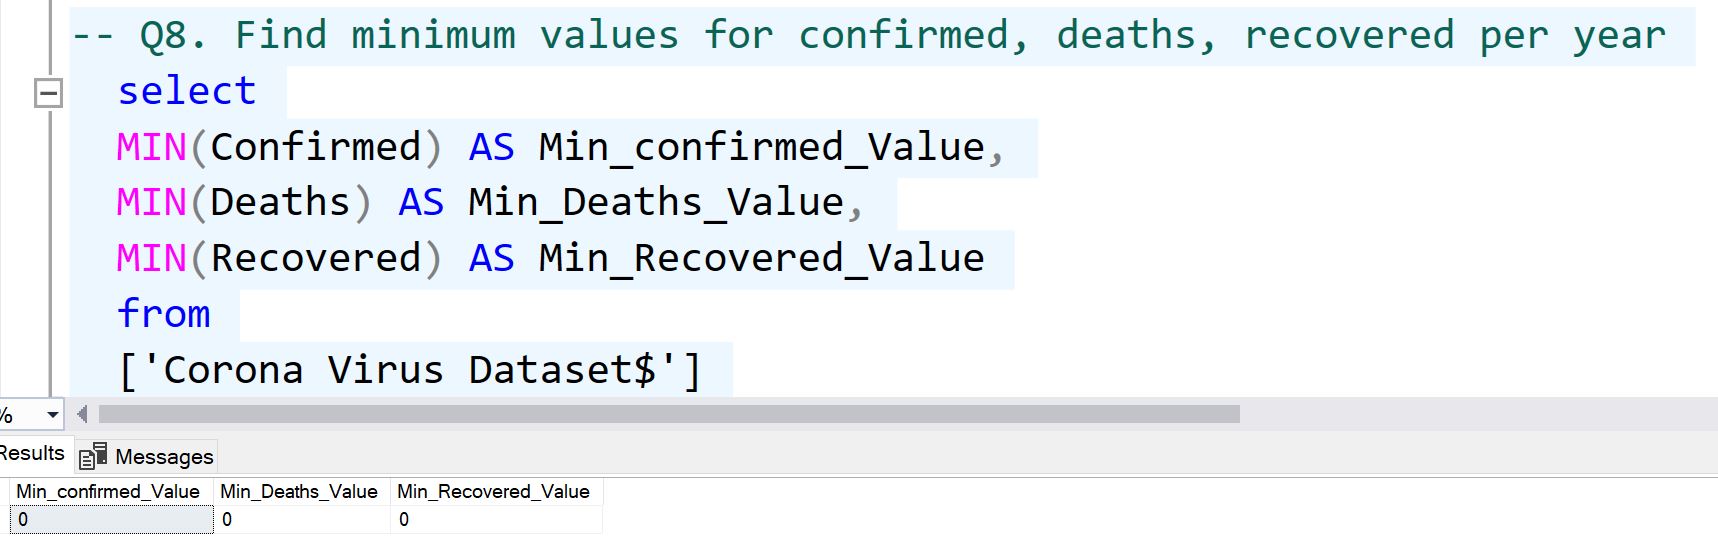 -- Q8. Find minimum values for confirmed, deaths, recovered per year
select
MIN(Confirmed) AS Min_confirmed_Value,
MIN(Deaths) AS Min_Deaths_Value,
MIN(Recovered) AS Min_Recovered_Value
from
['Corona Virus Dataset$']
%
Results Messages
Min_confirmed_Value Min_Deaths_Value Min_Recovered_Value
0 0 0